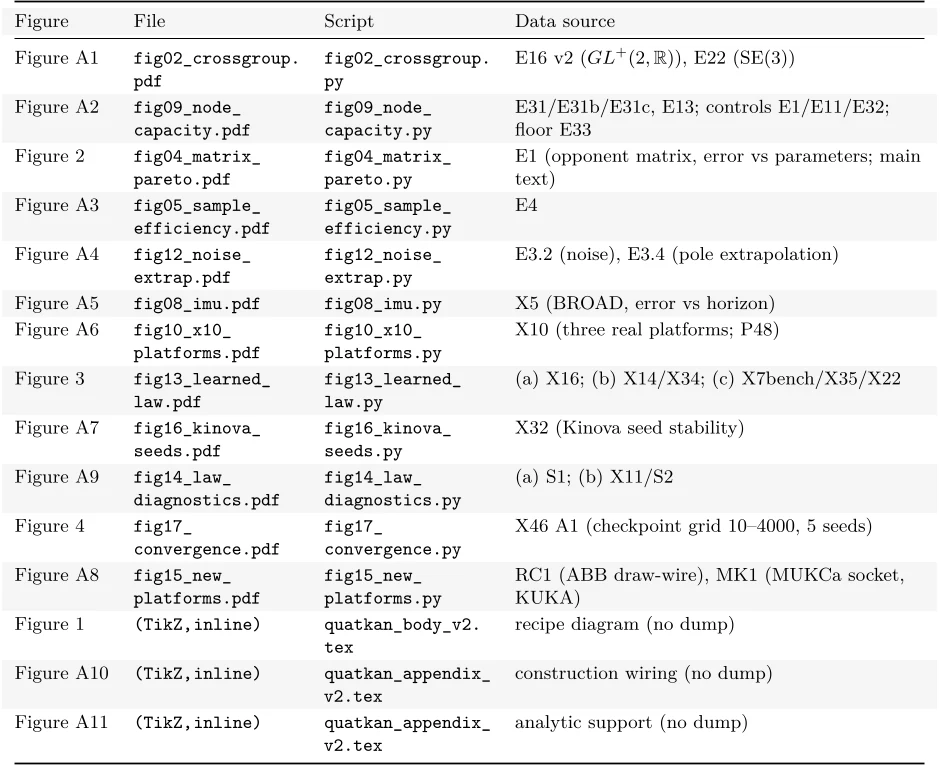 Figure File Script Data source
Figure A1 fig02_crossgroup. fig02_crossgroup. E16 v2 (GL⁺(2,ℝ)), E22 (SE(3))
pdf py
Figure A2 fig09_node_ fig09_node_ E31/E31b/E31c, E13; controls E1/E11/E32;
capacity.pdf capacity.py floor E33
Figure 2 fig04_matrix_ fig04_matrix_ E1 (opponent matrix, error vs parameters; main
pareto.pdf pareto.py text)
Figure A3 fig05_sample_ fig05_sample_ E4
efficiency.pdf efficiency.py
Figure A4 fig12_noise_ fig12_noise_ E3.2 (noise), E3.4 (pole extrapolation)
extrap.pdf extrap.py
Figure A5 fig08_imu.pdf fig08_imu.py X5 (BROAD, error vs horizon)
Figure A6 fig10_x10_ fig10_x10_ X10 (three real platforms; P48)
platforms.pdf platforms.py
Figure 3 fig13_learned_ fig13_learned_ (a) X16; (b) X14/X34; (c) X7bench/X35/X22
law.pdf law.py
Figure A7 fig16_kinova_ fig16_kinova_ X32 (Kinova seed stability)
seeds.pdf seeds.py
Figure A9 fig14_law_ fig14_law_ (a) S1; (b) X11/S2
diagnostics.pdf diagnostics.py
Figure 4 fig17_ fig17_ X46 A1 (checkpoint grid 10–4000, 5 seeds)
convergence.pdf convergence.py
Figure A8 fig15_new_ fig15_new_ RC1 (ABB draw-wire), MK1 (MUKCa socket,
platforms.pdf platforms.py KUKA)
Figure 1 (TikZ,inline) quatkan_body_v2. recipe diagram (no dump)
tex
Figure A10 (TikZ,inline) quatkan_appendix_ construction wiring (no dump)
v2.tex
Figure A11 (TikZ,inline) quatkan_appendix_ analytic support (no dump)
v2.tex